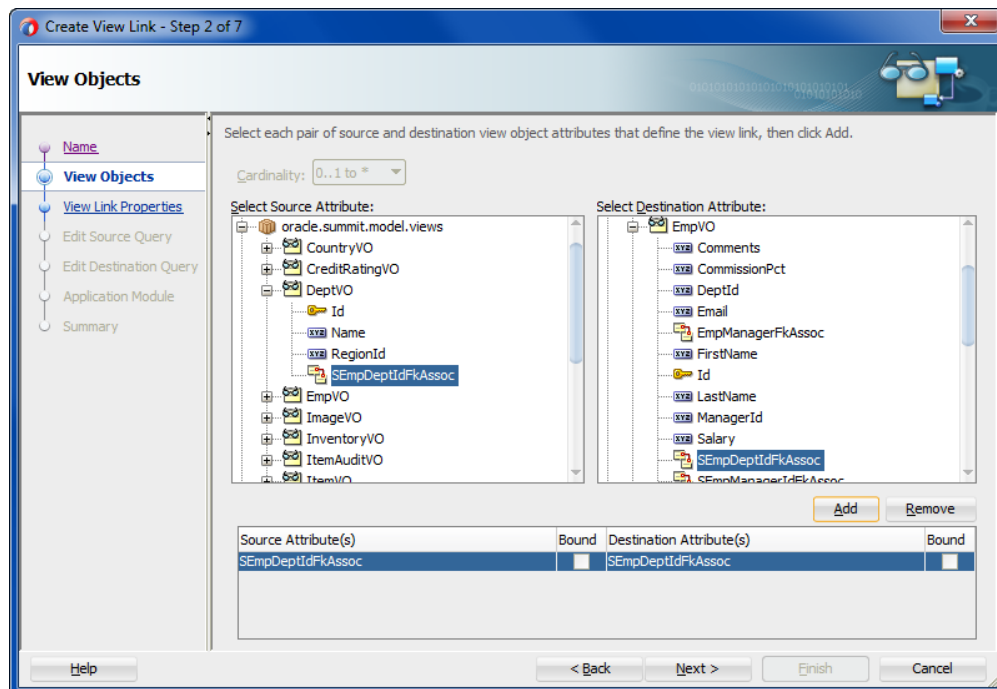 Create View Link - Step 2 of 7
View Objects
Name
View Objects
View Link Properties
Edit Source Query
Edit Destination Query
Application Module
Summary
Select each pair of source and destination view object attributes that define the view link, then click Add.
Cardinality: 0..1 to *
Select Source Attribute:
oracle.summit.model.views
CountryVO
CreditRatingVO
DeptVO
Id
Name
RegionId
SEmpDeptIdFkAssoc
EmpVO
ImageVO
InventoryVO
ItemAuditVO
ItemVO
Select Destination Attribute:
EmpVO
Comments
CommissionPct
DeptId
Email
EmpManagerFkAssoc
FirstName
Id
LastName
ManagerId
Salary
SEmpDeptIdFkAssoc
SEmpManagerIdFkAssoc
Add Remove
Source Attribute(s) Bound Destination Attribute(s) Bound
SEmpDeptIdFkAssoc SEmpDeptIdFkAssoc
Help < Back Next > Finish Cancel